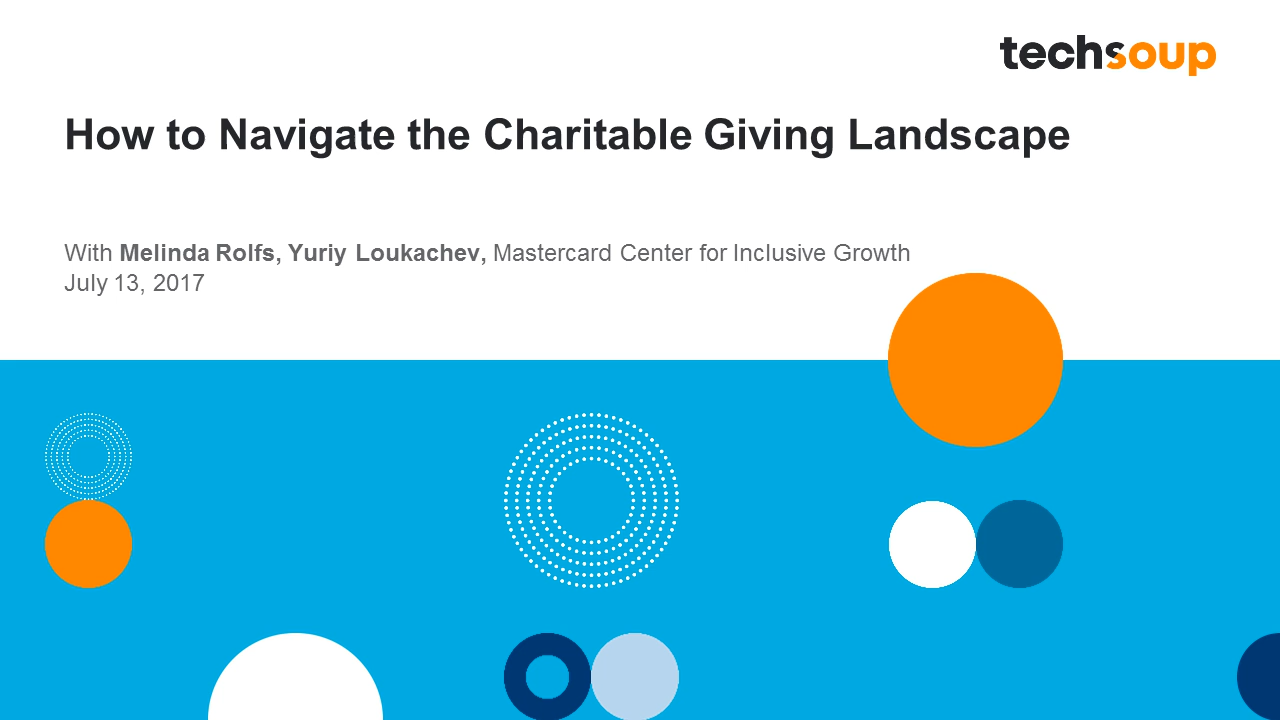 techsoup
How to Navigate the Charitable Giving Landscape
With Melinda Rolfs, Yuriy Loukachev, Mastercard Center for Inclusive Growth
July 13, 2017